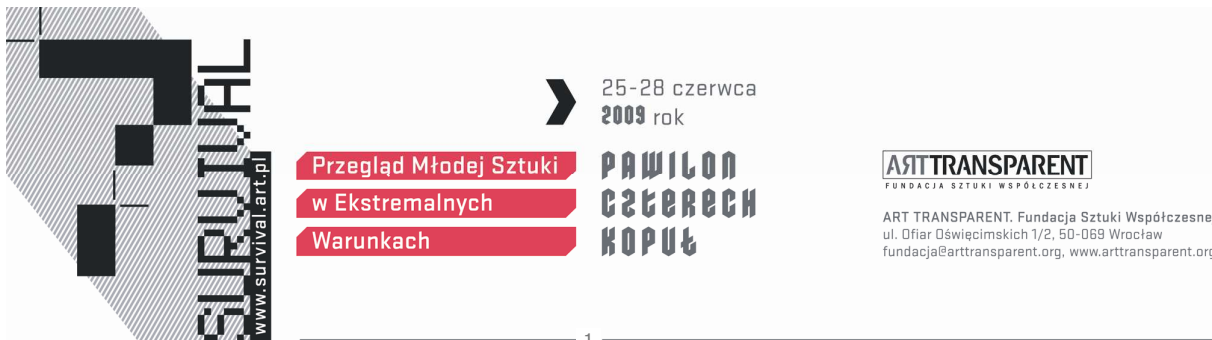 SURVIVAL 7
www.survival.art.pl
25-28 czerwca
2009 rok
Przegląd Młodej Sztuki
w Ekstremalnych
Warunkach
PAWILON
CZTERECH
KOPUŁ
ARTTRANSPARENT
FUNDACJA SZTUKI WSPÓŁCZESNEJ
ART TRANSPARENT. Fundacja Sztuki Współczesne
ul. Ofiar Oświęcimskich 1/2, 50-069 Wrocław
fundacja@arttransparent.org, www.arttransparent.org
1